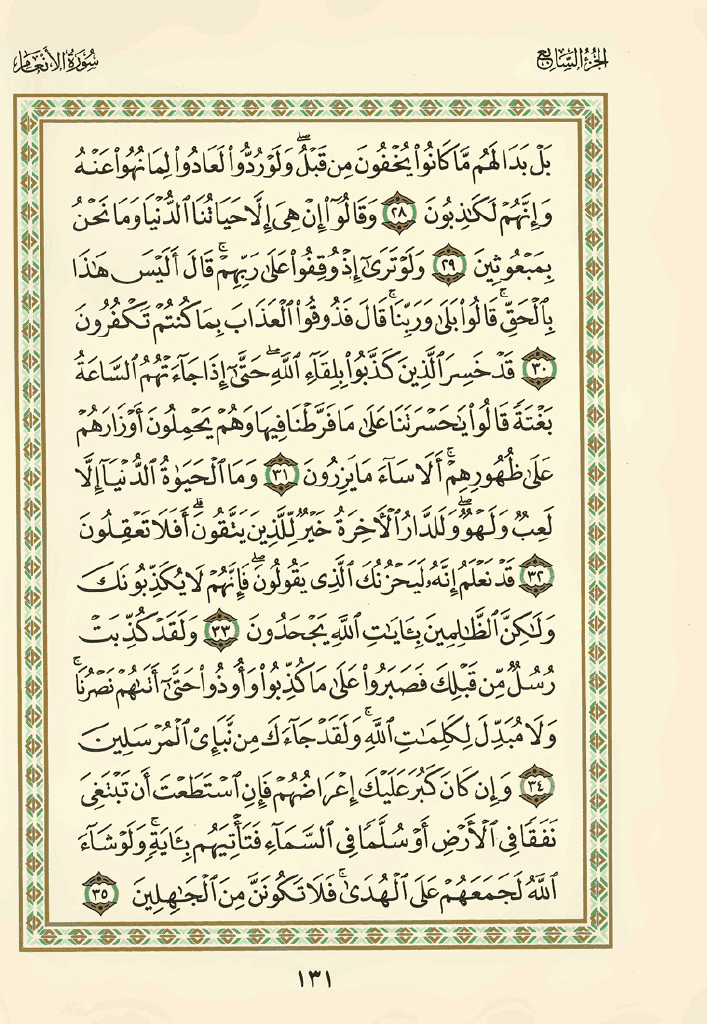 سُورَةُ الأَنْعَام
الجُزْءُ السَّابِعُ
بَلْ بَدَا لَهُم مَّا كَانُوا۟ يُخْفُونَ مِن قَبْلُ ۖ وَلَوْ رُدُّوا۟ لَعَادُوا۟ لِمَا نُهُوا۟ عَنْهُ
وَإِنَّهُمْ لَكَٰذِبُونَ ٢٨ وَقَالُوٓا۟ إِنْ هِىَ إِلَّا حَيَاتُنَا ٱلدُّنْيَا وَمَا نَحْنُ
بِمَبْعُوثِينَ ٢٩ وَلَوْ تَرَىٰٓ إِذْ وُقِفُوا۟ عَلَىٰ رَبِّهِمْ ۚ قَالَ أَلَيْسَ هَٰذَا
بِٱلْحَقِّ ۚ قَالُوا۟ بَلَىٰ وَرَبِّنَا ۚ قَالَ فَذُوقُوا۟ ٱلْعَذَابَ بِمَا كُنتُمْ تَكْفُرُونَ
٣٠ قَدْ خَسِرَ ٱلَّذِينَ كَذَّبُوا۟ بِلِقَآءِ ٱللَّهِ ۖ حَتَّىٰٓ إِذَا جَآءَتْهُمُ ٱلسَّاعَةُ
بَغْتَةً قَالُوا۟ يَٰحَسْرَتَنَا عَلَىٰ مَا فَرَّطْنَا فِيهَا وَهُمْ يَحْمِلُونَ أَوْزَارَهُمْ
عَلَىٰ ظُهُورِهِمْ ۚ أَلَا سَآءَ مَا يَزِرُونَ ٣١ وَمَا ٱلْحَيَوٰةُ ٱلدُّنْيَآ إِلَّا
لَعِبٌ وَلَهْوٌ ۖ وَلَلدَّارُ ٱلْءَاخِرَةُ خَيْرٌ لِّلَّذِينَ يَتَّقُونَ ۗ أَفَلَا تَعْقِلُونَ
٣٢ قَدْ نَعْلَمُ إِنَّهُۥ لَيَحْزُنُكَ ٱلَّذِى يَقُولُونَ ۖ فَإِنَّهُمْ لَا يُكَذِّبُونَكَ
وَلَٰكِنَّ ٱلظَّٰلِمِينَ بِـَٔايَٰتِ ٱللَّهِ يَجْحَدُونَ ٣٣ وَلَقَدْ كُذِّبَتْ
رُسُلٌ مِّن قَبْلِكَ فَصَبَرُوا۟ عَلَىٰ مَا كُذِّبُوا۟ وَأُوذُوا۟ حَتَّىٰٓ أَتَىٰهُمْ نَصْرُنَا ۚ
وَلَا مُبَدِّلَ لِكَلِمَٰتِ ٱللَّهِ ۚ وَلَقَدْ جَآءَكَ مِن نَّبَإِى۟ ٱلْمُرْسَلِينَ
٣٤ وَإِن كَانَ كَبُرَ عَلَيْكَ إِعْرَاضُهُمْ فَإِنِ ٱسْتَطَعْتَ أَن تَبْتَغِىَ
نَفَقًا فِى ٱلْأَرْضِ أَوْ سُلَّمًا فِى ٱلسَّمَآءِ فَتَأْتِيَهُم بِـَٔايَةٍ ۚ وَلَوْ شَآءَ
ٱللَّهُ لَجَمَعَهُمْ عَلَى ٱلْهُدَىٰ ۚ فَلَا تَكُونَنَّ مِنَ ٱلْجَٰهِلِينَ ٣٥
١٣١